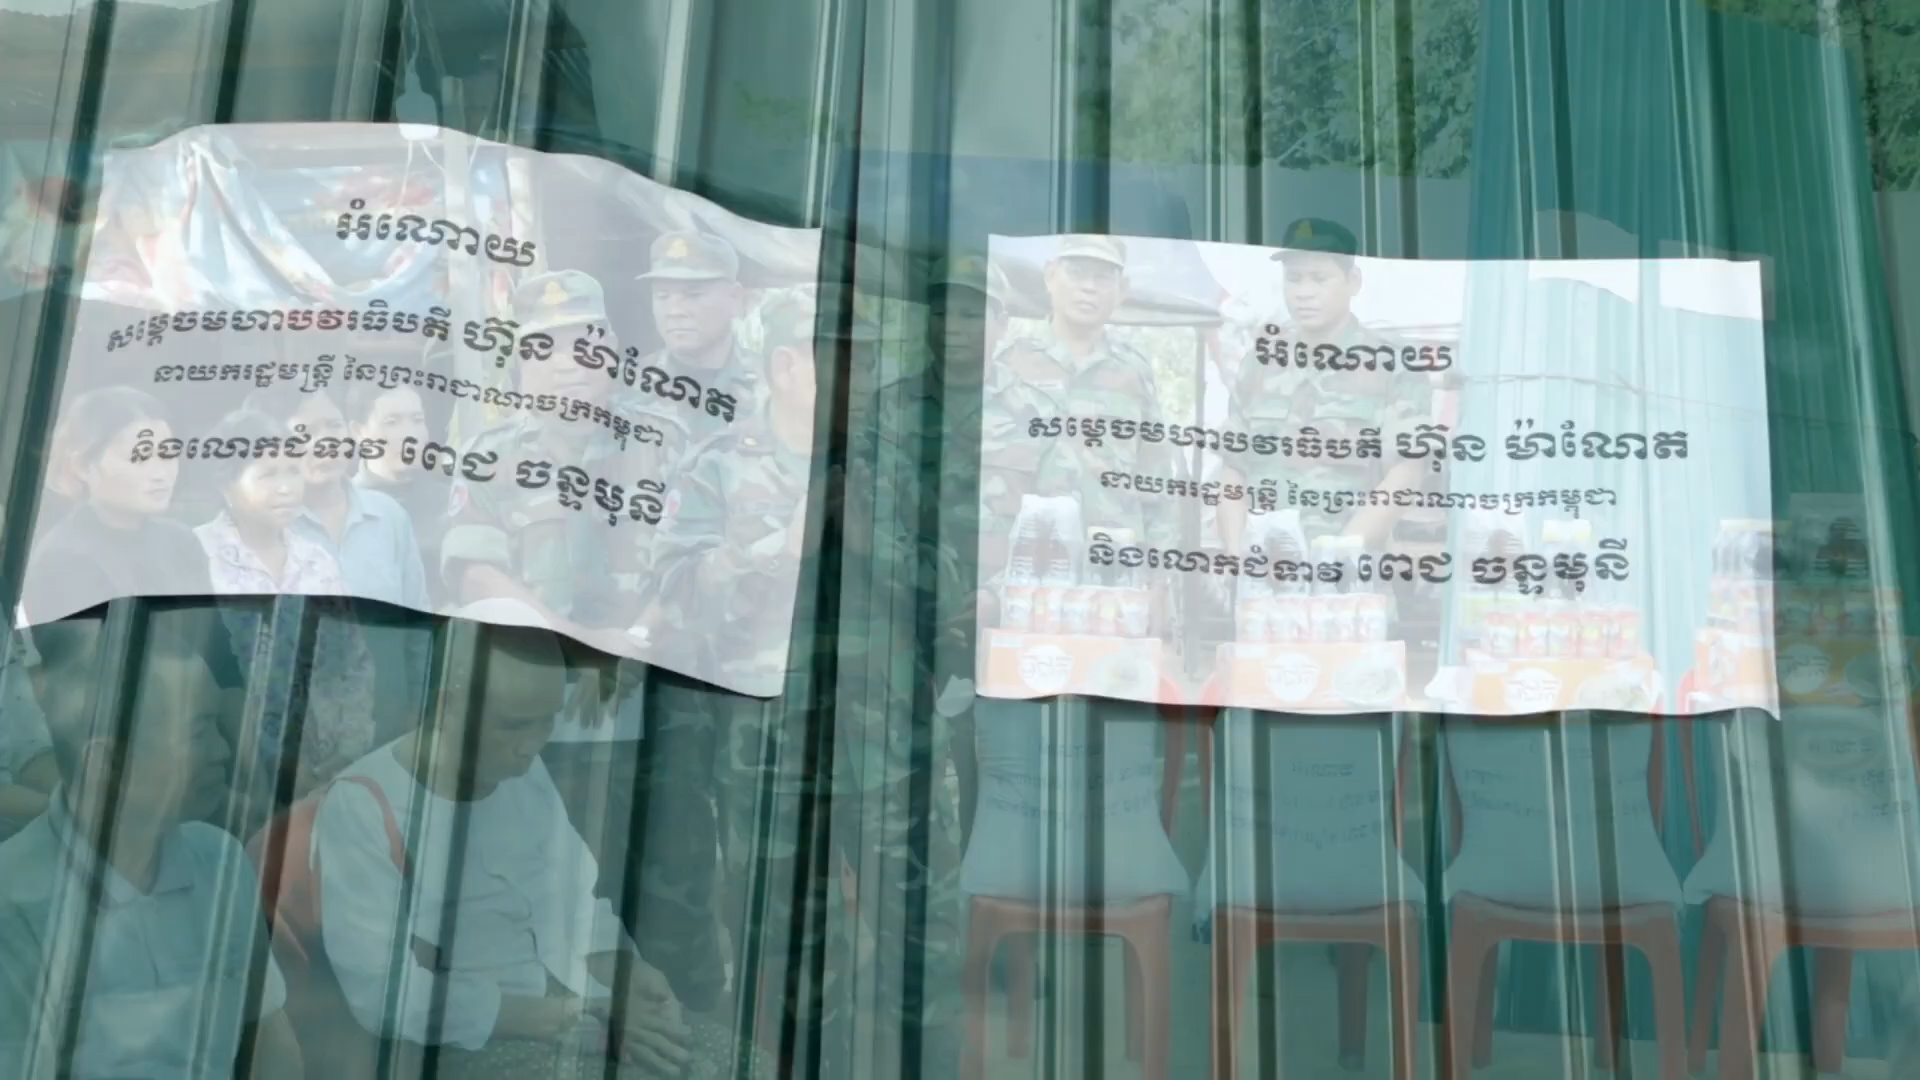 អំណោយ
សម្តេចមហាបវរធិបតី ហ៊ុន ម៉ាណែត
នាយករដ្ឋមន្ត្រី នៃព្រះរាជាណាចក្រកម្ពុជា
និងលោកជំទាវ ពេជ ចន្ទមុនី
អំណោយ
សម្តេចមហាបវរធិបតី ហ៊ុន ម៉ាណែត
នាយករដ្ឋមន្ត្រី នៃព្រះរាជាណាចក្រកម្ពុជា
និងលោកជំទាវ ពេជ ចន្ទមុនី